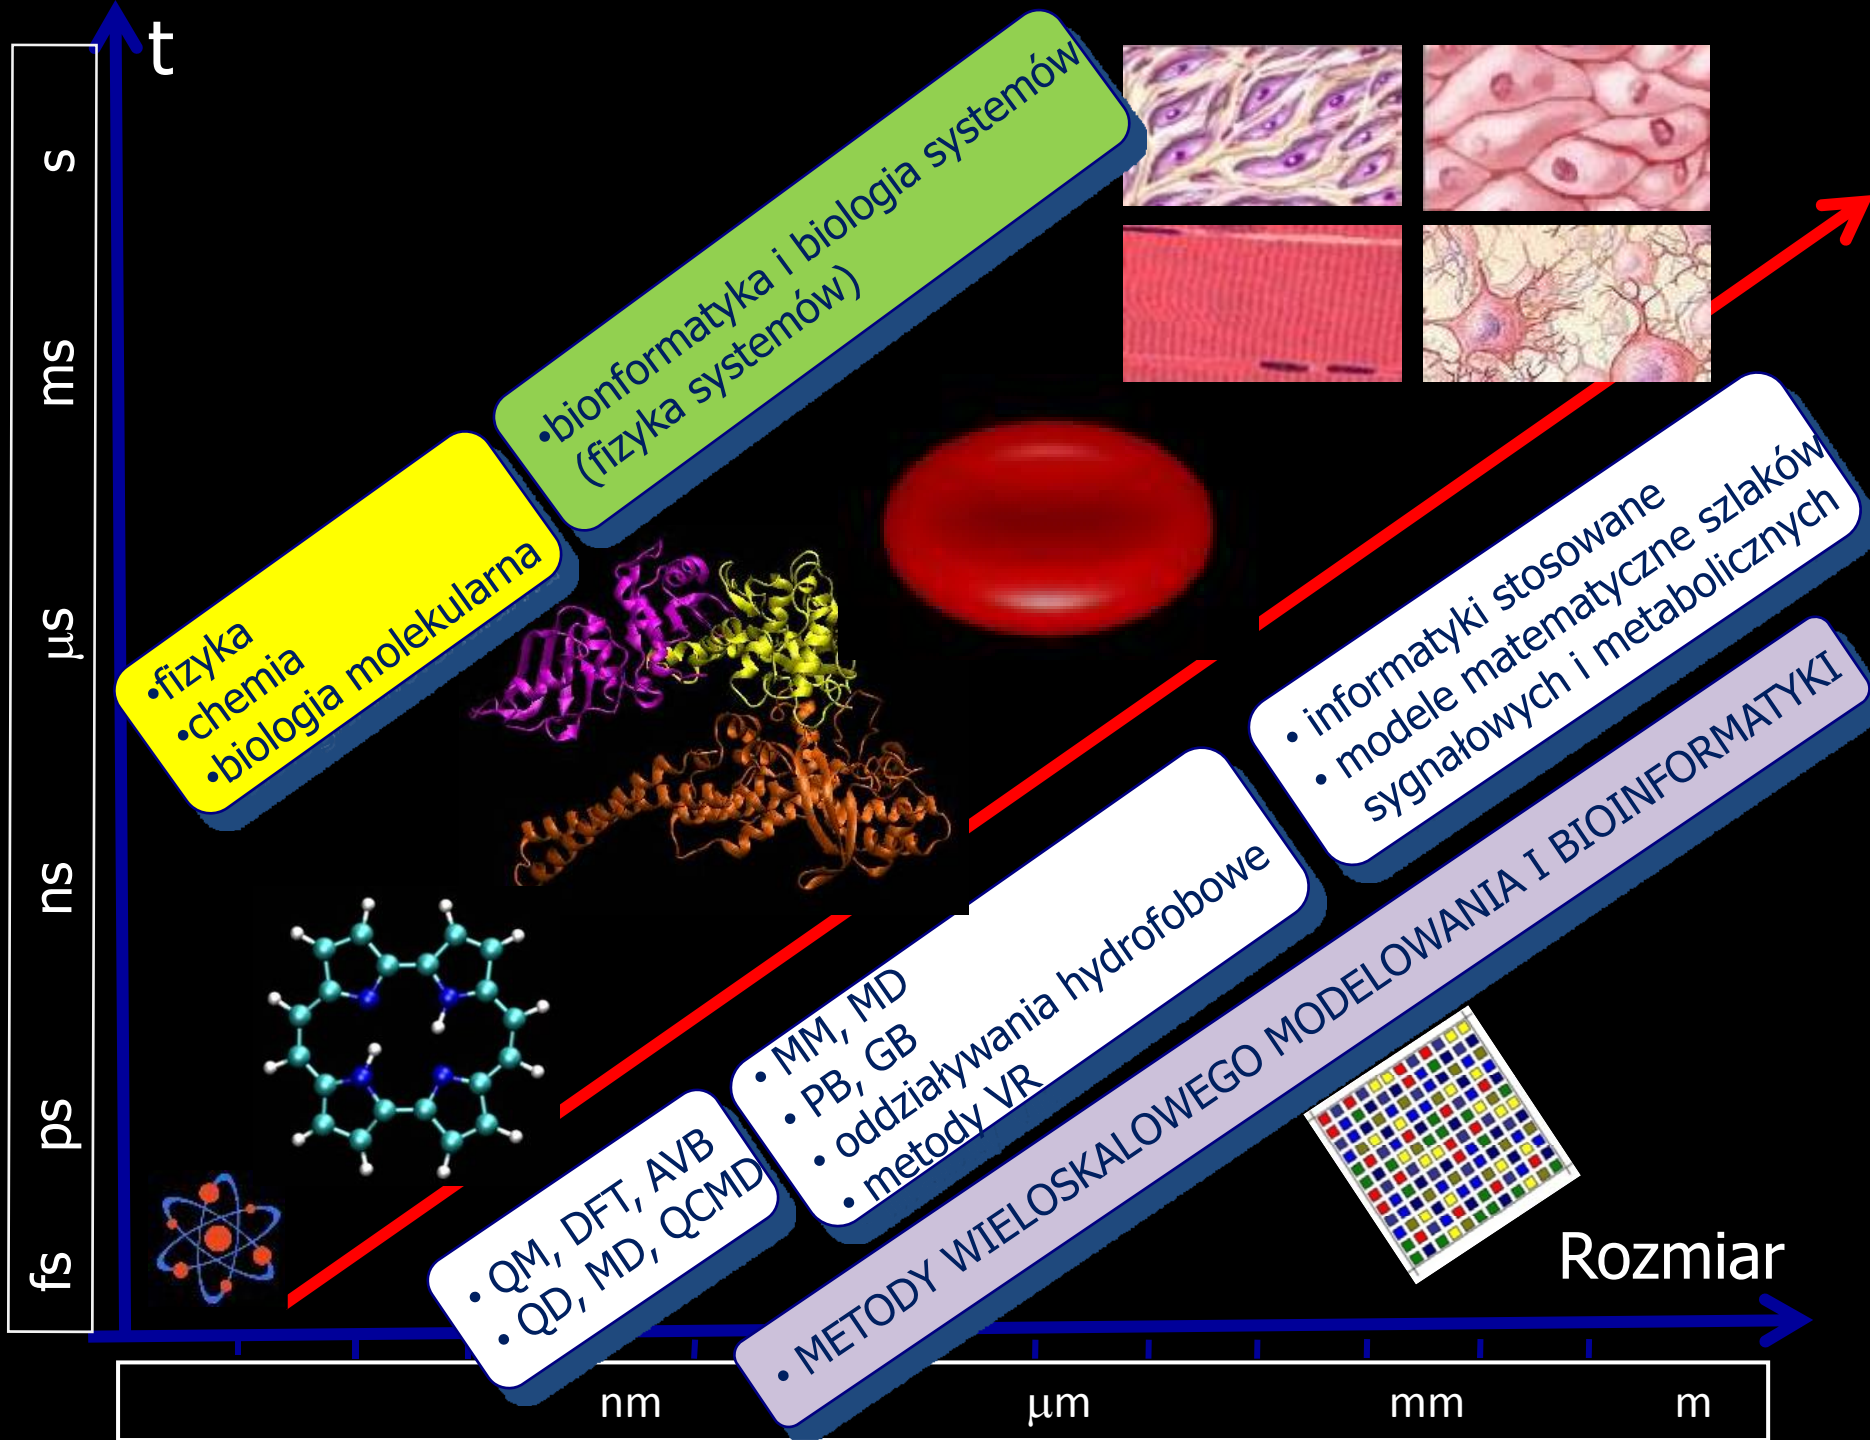 t
s
ms
μs
ns
ps
fs
•bionformatyka i biologia systemów
(fizyka systemów)
•fizyka
•chemia
•biologia molekularna
• informatyki stosowane
• modele matematyczne szlaków
sygnałowych i metabolicznych
• MM, MD
• PB, GB
• oddziaływania hydrofobowe
• metody VR
• QM, DFT, AVB
• QD, MD, QCMD
• METODY WIELOSKALOWEGO MODELOWANIA I BIOINFORMATYKI
Rozmiar
nm
μm
mm
m